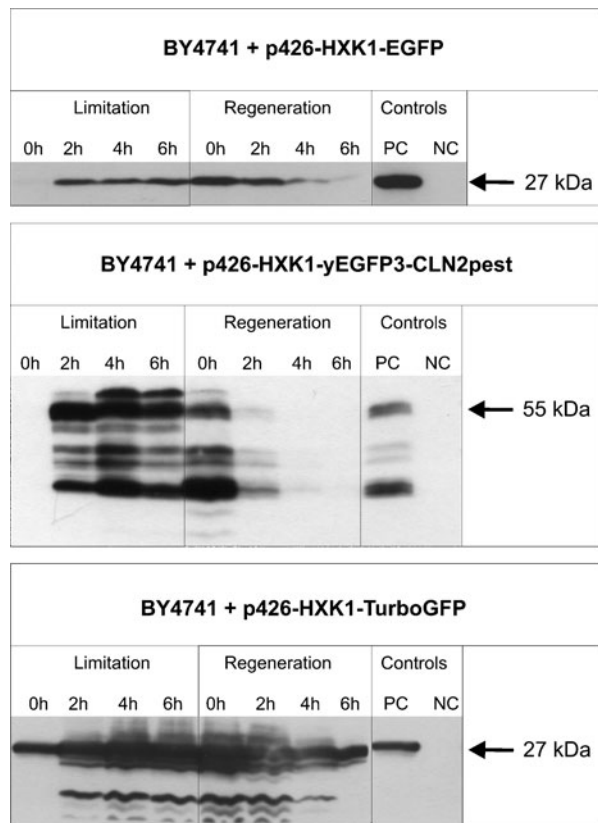 BY4741 + p426-HXK1-EGFP
Limitation Regeneration Controls
0h 2h 4h 6h 0h 2h 4h 6h PC NC
27 kDa
BY4741 + p426-HXK1-yEGFP3-CLN2pest
Limitation Regeneration Controls
0h 2h 4h 6h 0h 2h 4h 6h PC NC
55 kDa
BY4741 + p426-HXK1-TurboGFP
Limitation Regeneration Controls
0h 2h 4h 6h 0h 2h 4h 6h PC NC
27 kDa